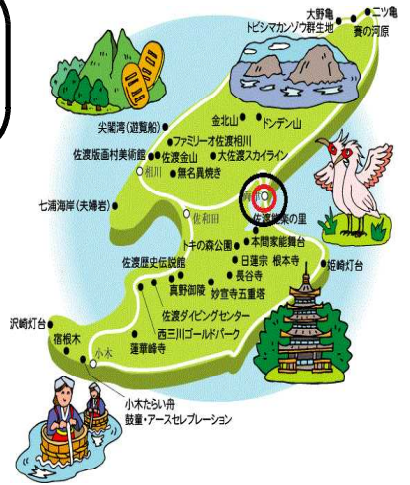 大野亀
二ツ亀
トビシマカンゾウ群生地
賽の河原
金北山
ドンデン山
尖閣湾(遊覧船)
ファミリーオ佐渡相川
佐渡版画村美術館
佐渡金山
大佐渡スカイライン
相川
無名異焼き
七浦海岸(夫婦岩)
佐和田
佐渡能楽の里
トキの森公園
本間家能舞台
佐渡歴史伝説館
日蓮宗 根本寺
姫崎灯台
長谷寺
真野御陵
妙宣寺五重塔
佐渡ダイビングセンター
西三川ゴールドパーク
沢崎灯台
宿根木
蓮華峰寺
小木
小木たらい舟
鼓童・アースセレブレーション